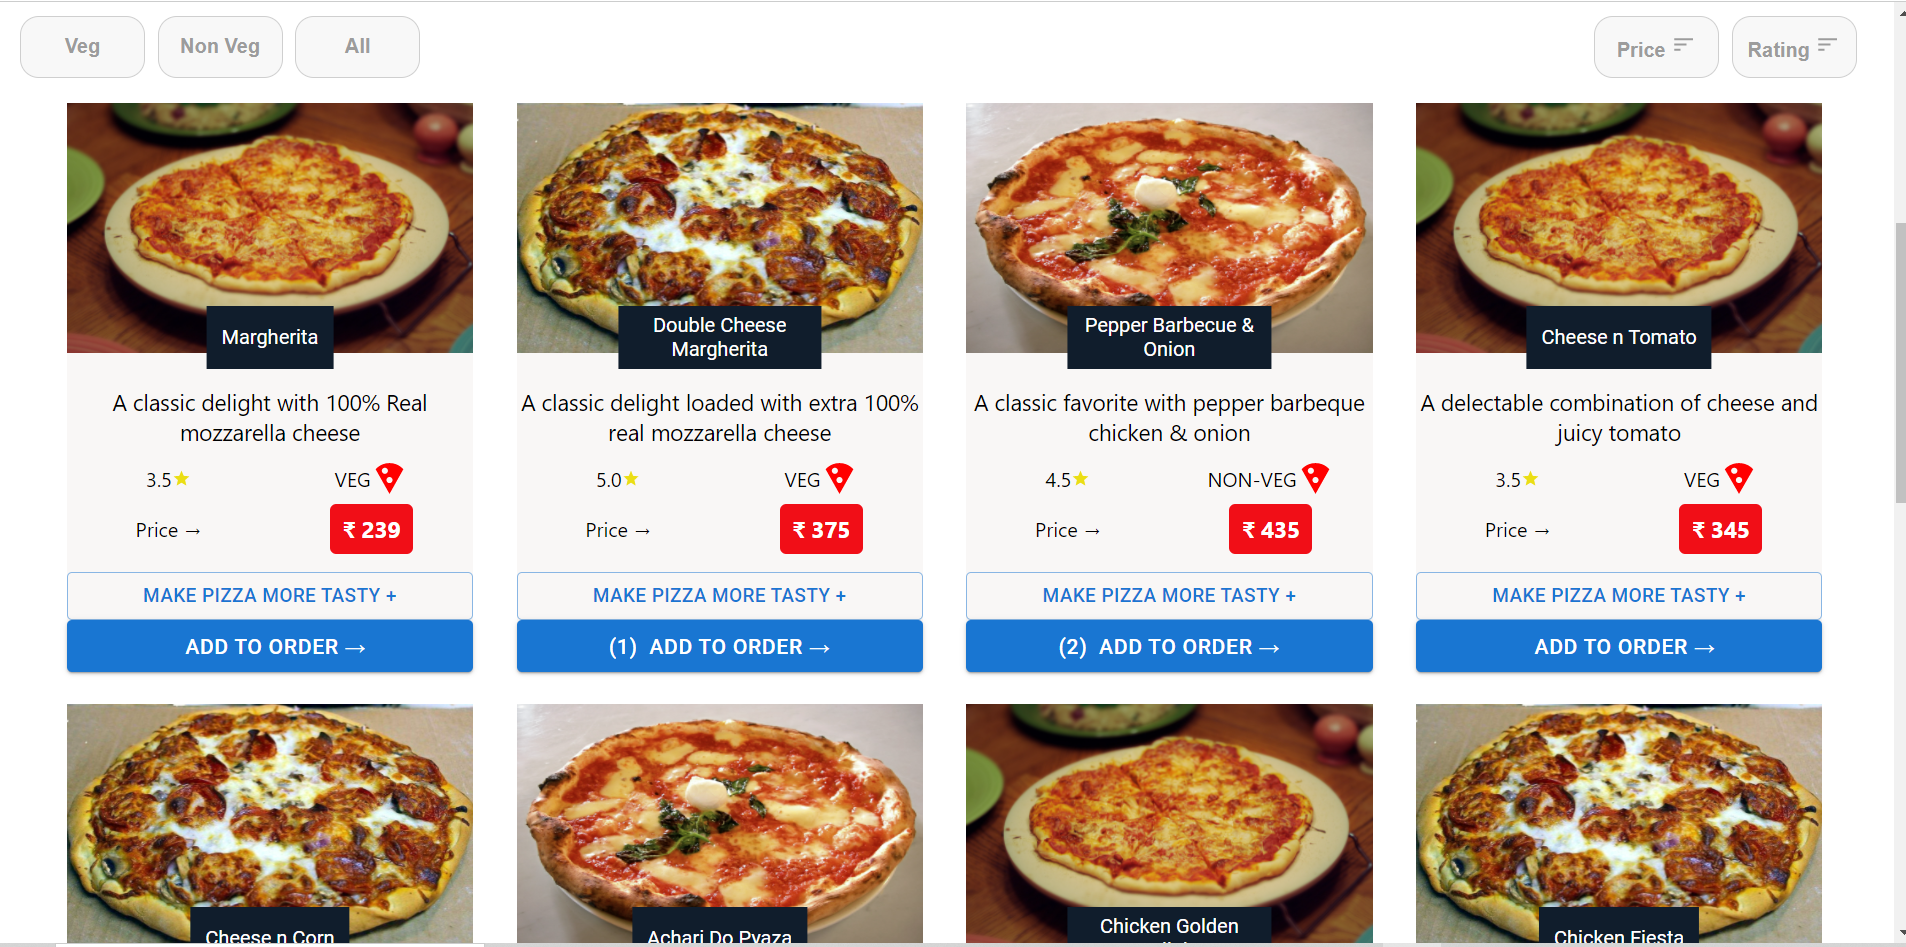 Veg
Non Veg
All
Price
Rating
Margherita
Double Cheese
Margherita
Pepper Barbecue &
Onion
Cheese n Tomato
A classic delight with 100% Real
mozzarella cheese
A classic delight loaded with extra 100%
real mozzarella cheese
A classic favorite with pepper barbeque
chicken & onion
A delectable combination of cheese and
juicy tomato
3.5
VEG
5.0
VEG
4.5
NON-VEG
3.5
VEG
Price →
₹ 239
Price →
₹ 375
Price →
₹ 435
Price →
₹ 345
MAKE PIZZA MORE TASTY +
MAKE PIZZA MORE TASTY +
MAKE PIZZA MORE TASTY +
MAKE PIZZA MORE TASTY +
ADD TO ORDER →
(1) ADD TO ORDER →
(2) ADD TO ORDER →
ADD TO ORDER →
Cheese n Corn
Achari Do Pyaza
Chicken Golden
Chicken Fiesta